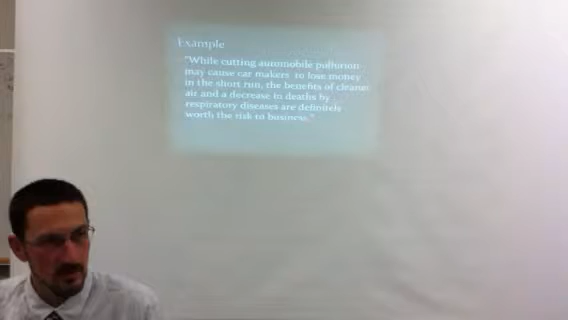 Example
"While cutting automobile pollution
may cause car makers to lose money
in the short run, the benefits of cleaner
air and a decrease in deaths by
respiratory diseases are definitely
worth the risk to business."